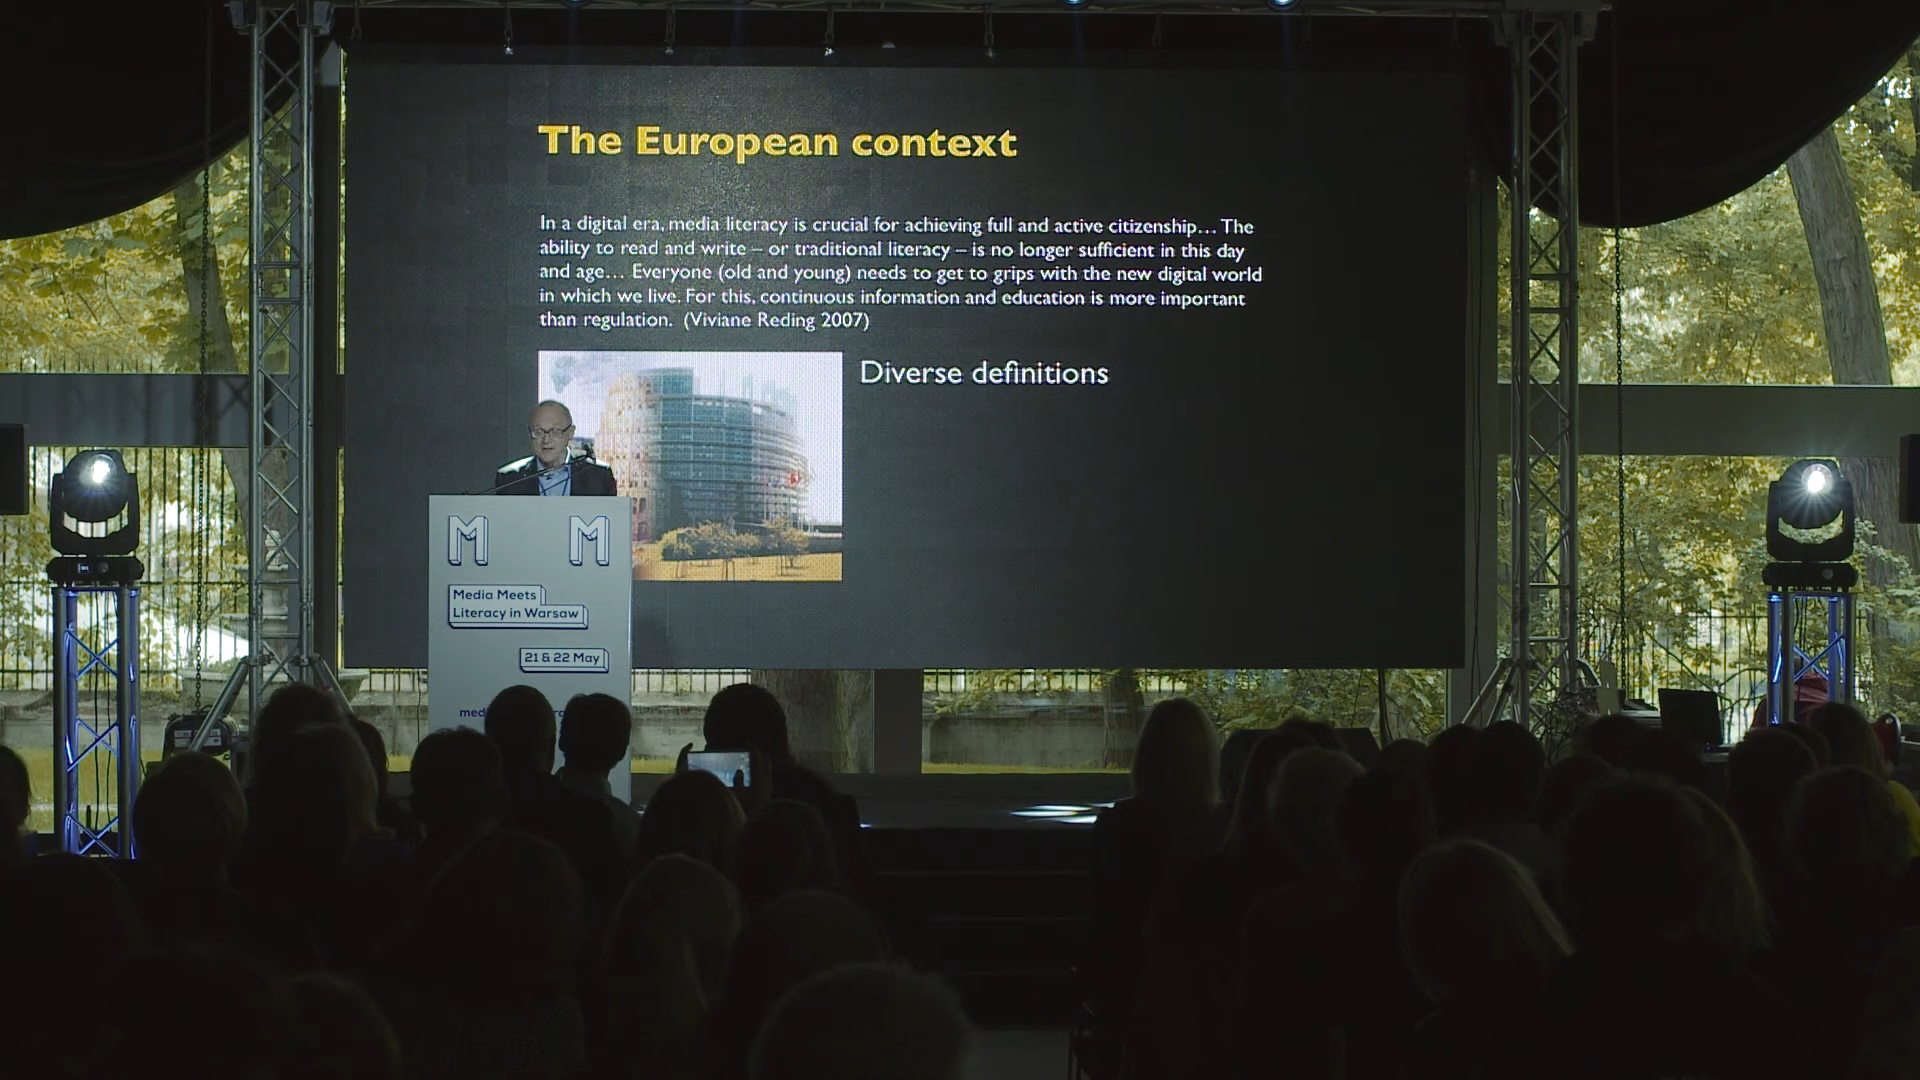 The European context
In a digital era, media literacy is crucial for achieving full and active citizenship… The
ability to read and write – or traditional literacy – is no longer sufficient in this day
and age… Everyone (old and young) needs to get to grips with the new digital world
in which we live. For this, continuous information and education is more important
than regulation. (Viviane Reding 2007)
Diverse definitions
M M
Media Meets
Literacy in Warsaw
21 & 22 May